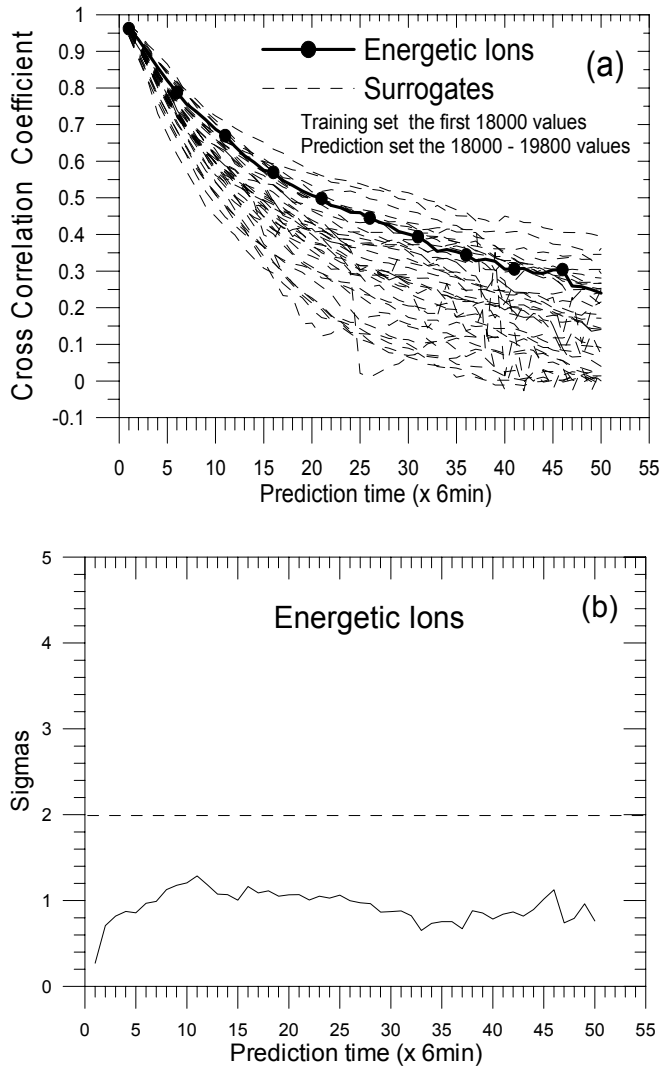 1
0.9
0.8
0.7
0.6
0.5
0.4
0.3
0.2
0.1
0
-0.1
Cross Correlation Coefficient
Energetic Ions
(a)
Surrogates
Training set the first 18000 values
Prediction set the 18000 - 19800 values
0 5 10 15 20 25 30 35 40 45 50 55
Prediction time (x 6min)
5
4
3
2
1
0
Sigmas
Energetic Ions
(b)
0 5 10 15 20 25 30 35 40 45 50 55
Prediction time (x 6min)